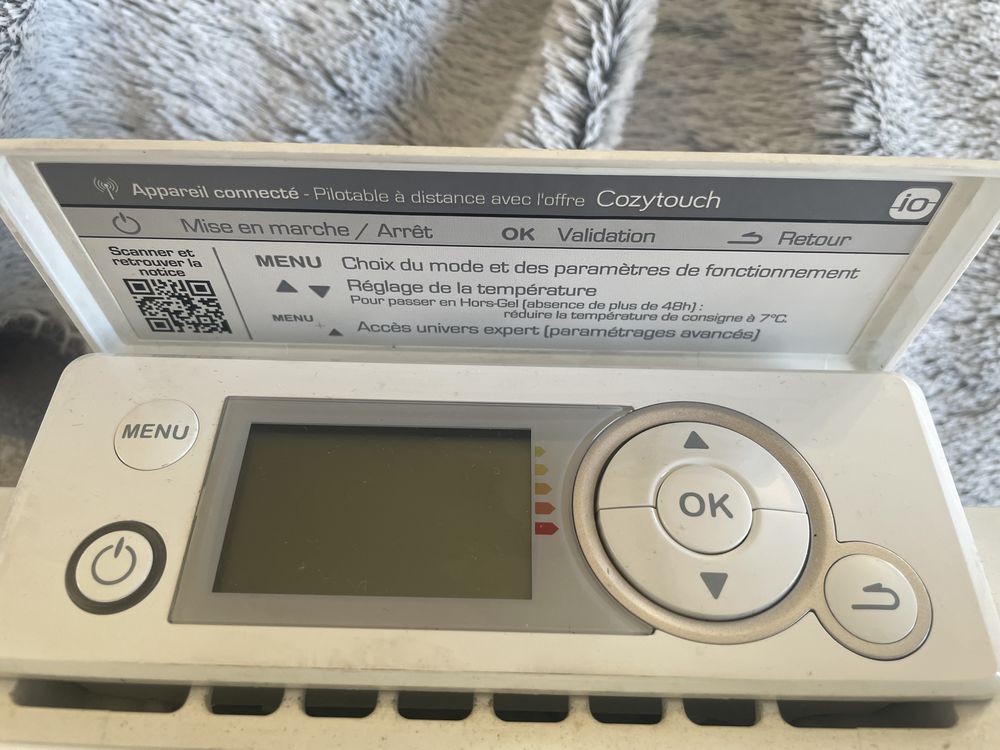 Appareil connecté - Pilotable à distance avec l'offre Cozytouch
io
Mise en marche / Arrêt OK Validation Retour
Scanner et
retrouver la
notice
MENU Choix du mode et des paramètres de fonctionnement
Réglage de la température
Pour passer en Hors-Gel (absence de plus de 48h) :
réduire la température de consigne à 7°C.
MENU + Accès univers expert (paramétrages avancés)
MENU
OK